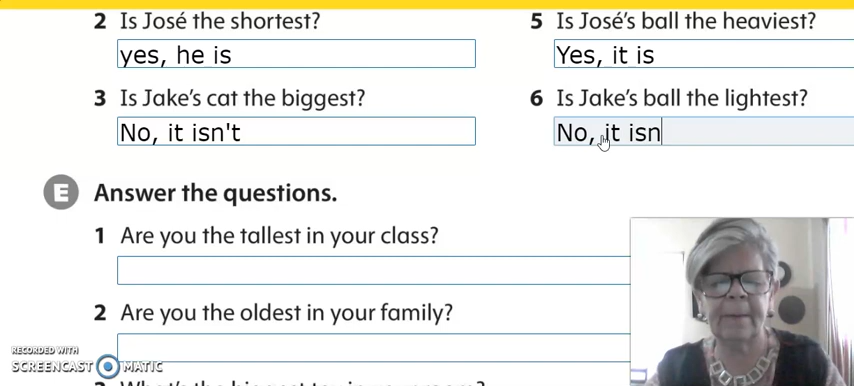 2 Is José the shortest?
yes, he is
3 Is Jake's cat the biggest?
No, it isn't
5 Is José's ball the heaviest?
Yes, it is
6 Is Jake's ball the lightest?
No, it isn
E Answer the questions.
1 Are you the tallest in your class?
2 Are you the oldest in your family?
RECORDED WITH
SCREENCAST MATIC